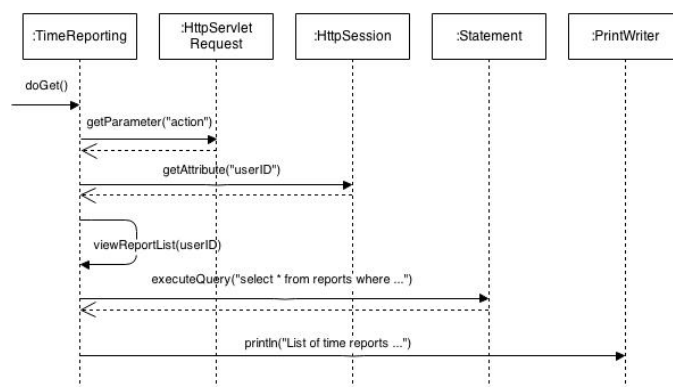 :TimeReporting
:HttpServlet
Request
:HttpSession
:Statement
:PrintWriter
doGet()
getParameter("action")
getAttribute("userID")
viewReportList(userID)
executeQuery("select * from reports where ...")
println("List of time reports ...")